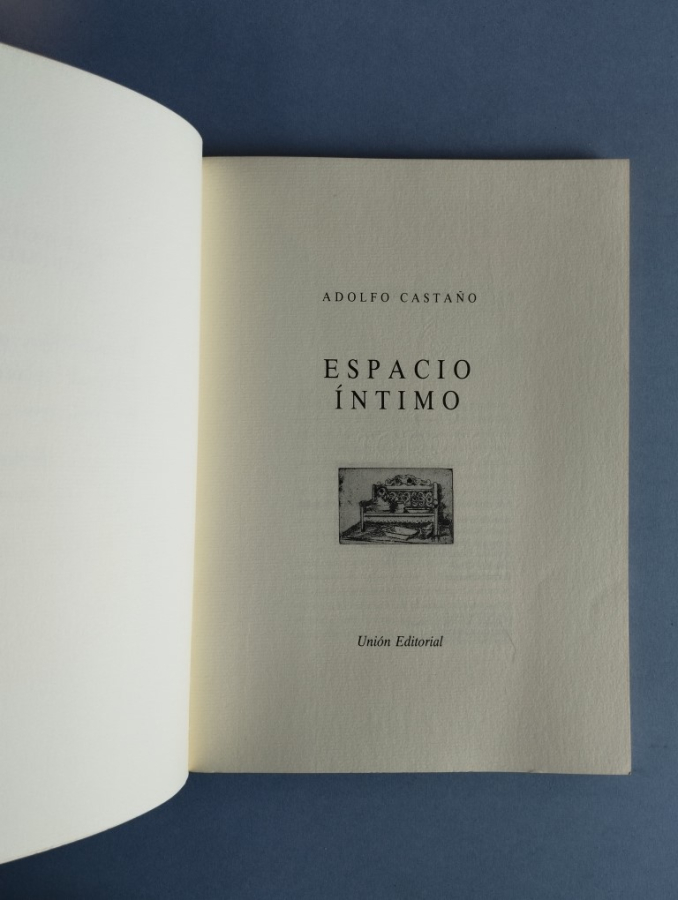 ADOLFO CASTAÑO
ESPACIO
ÍNTIMO
Unión Editorial